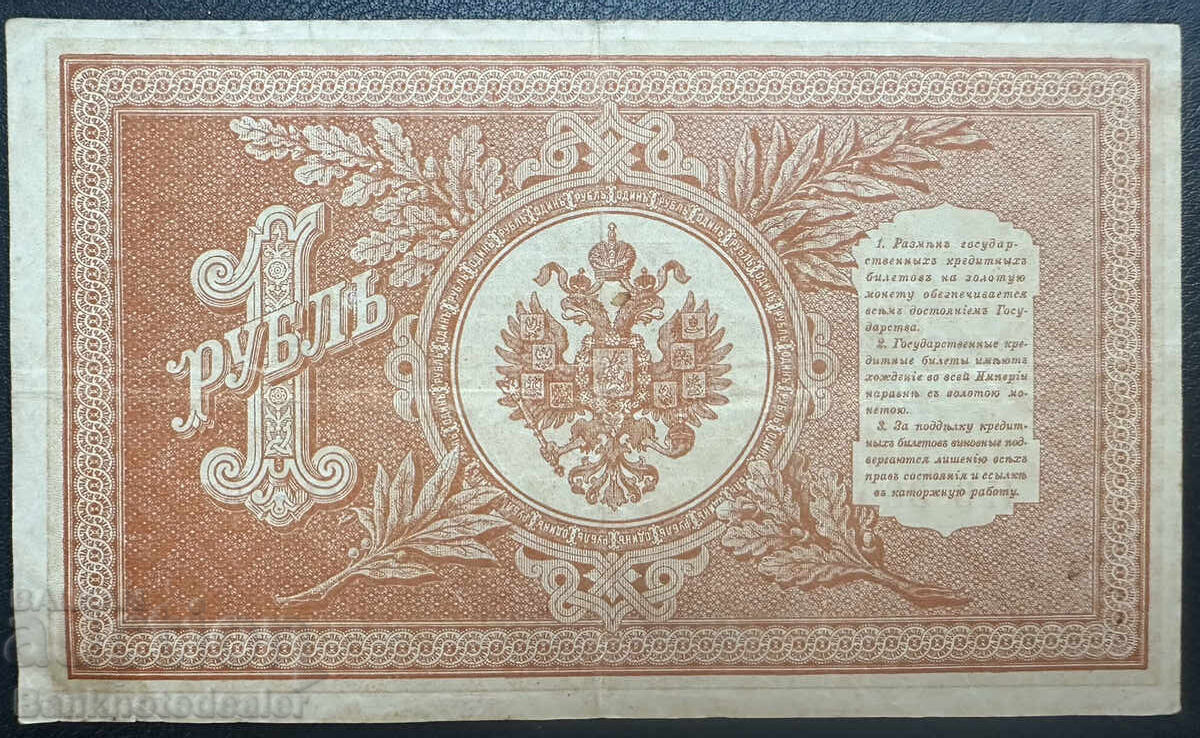 1
РУБЛЬ
1. Размѣнъ государ-
ственныхъ кредитныхъ
билетовъ на золотую
монету обезпечивается
всѣмъ достояніемъ Госу-
дарства.
2. Государственные кре-
дитные билеты имѣютъ
хожденіе во всей Имперіи
наравнѣ съ золотою мо-
нетою.
3. За поддѣлку кредит-
ныхъ билетовъ виновные под-
вергаются лишенію всѣхъ
правъ состоянія и ссылкѣ
въ каторжную работу.
Banknotedealer